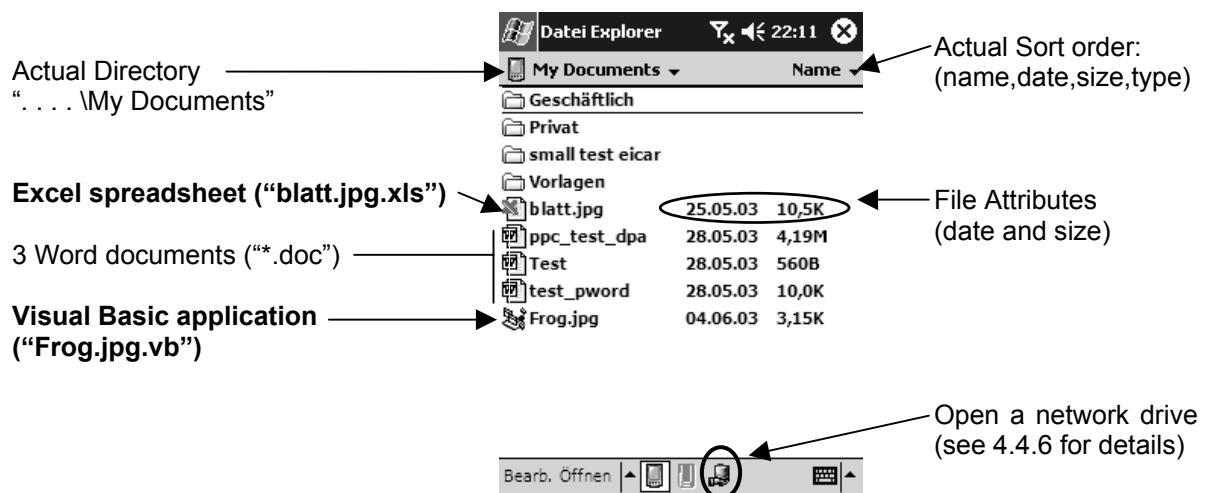 Datei Explorer 22:11
My Documents Name
Geschäftlich
Privat
small test eicar
Vorlagen
blatt.jpg 25.05.03 10,5K
ppc_test_dpa 28.05.03 4,19M
Test 28.05.03 560B
test_pword 28.05.03 10,0K
Frog.jpg 04.06.03 3,15K
Bearb. Öffnen
Actual Directory
“. . . . \My Documents”
Excel spreadsheet (“blatt.jpg.xls”)
3 Word documents (“*.doc”)
Visual Basic application
(“Frog.jpg.vb”)
Actual Sort order:
(name,date,size,type)
File Attributes
(date and size)
Open a network drive
(see 4.4.6 for details)